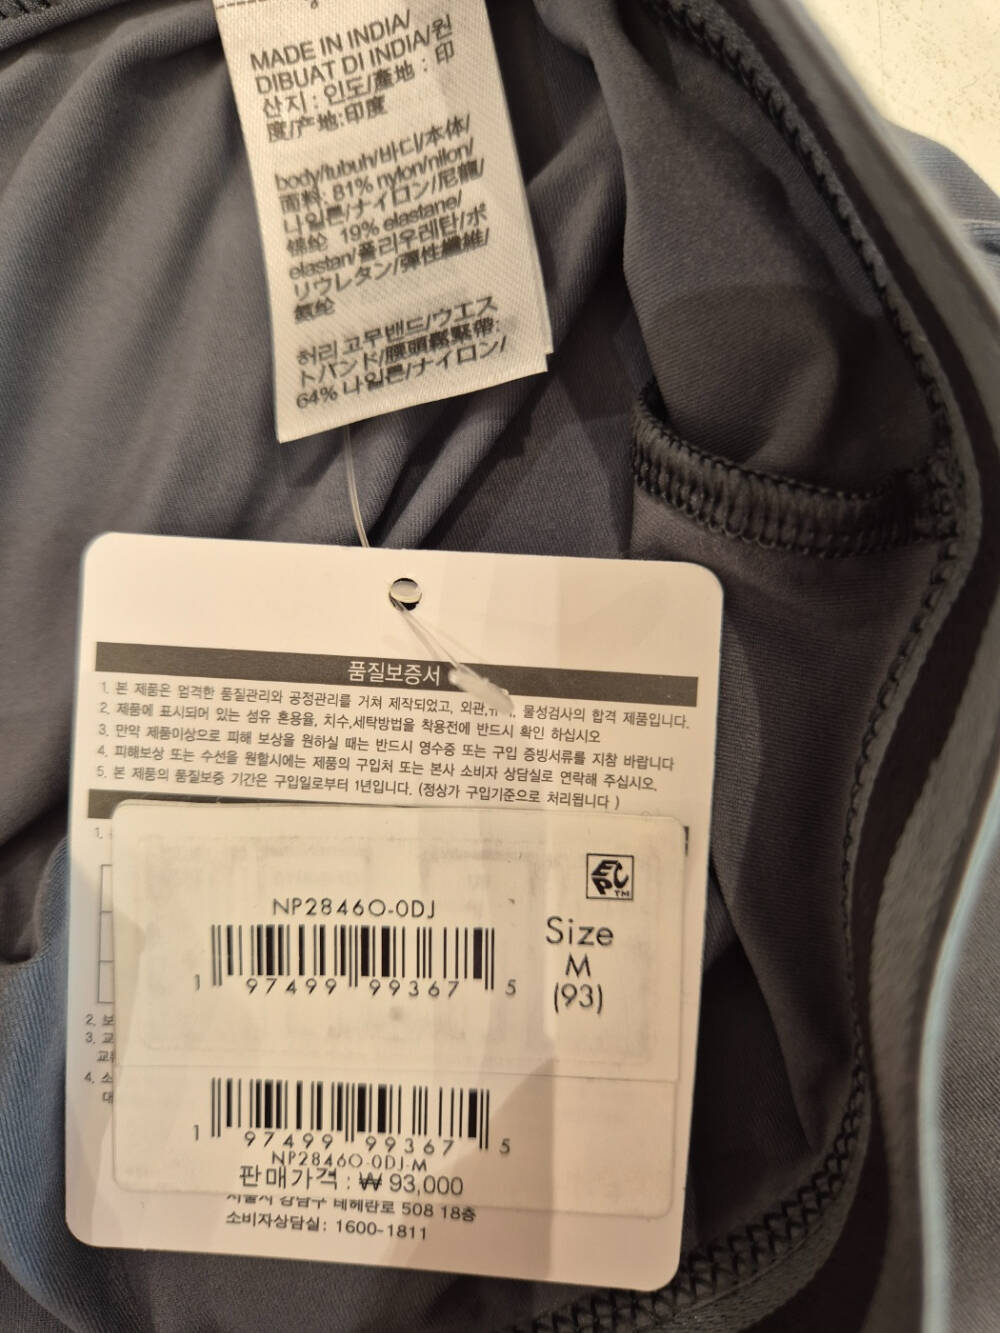 MADE IN INDIA/
DIBUAT DI INDIA/원
산지 : 인도/產地 : 印
度/产地:印度
body/tubuh/바디/本体/
面料: 81% nylon/nilon/
나일론/ナイロン/尼龍/
锦纶 19% elastane/
elastan/폴리우레탄/ポ
リウレタン/彈性纖維/
氨纶
허리 고무밴드/ウエス
トバンド/腰頭鬆緊帶:
64% 나일론/ナイロン/
품질보증서
1. 본 제품은 엄격한 품질관리와 공정관리를 거쳐 제작되었고, 외관, 물성검사의 합격 제품입니다.
2. 제품에 표시되어 있는 섬유 혼용율, 치수,세탁방법을 착용전에 반드시 확인 하십시오
3. 만약 제품이상으로 피해 보상을 원하실 때는 반드시 영수증 또는 구입 증빙서류를 지참 바랍니다
4. 피해보상 또는 수선을 원할시에는 제품의 구입처 또는 본사 소비자 상담실로 연락해 주십시오.
5. 본 제품의 품질보증 기간은 구입일로부터 1년입니다. (정상가 구입기준으로 처리됩니다 )
1.
EPC TM
NP2846O-0DJ
Size
M
(93)
1 97499 99367 5
2. 보
3. 교
교환
4. 소
대
1 97499 99367 5
NP2846O-0DJ-M
판매가격 : ₩ 93,000
서울시 강남구 테헤란로 508 18층
소비자상담실: 1600-1811